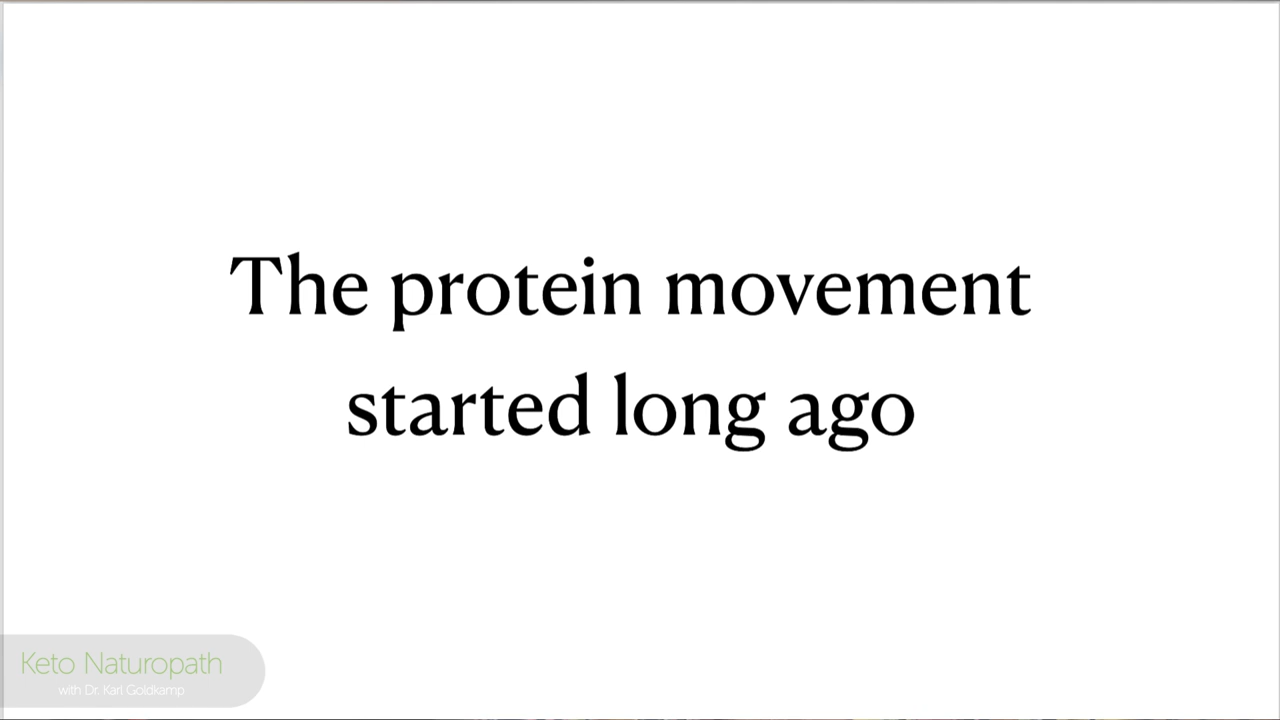 The protein movement
started long ago
Keto Naturopath
with Dr. Karl Goldkamp